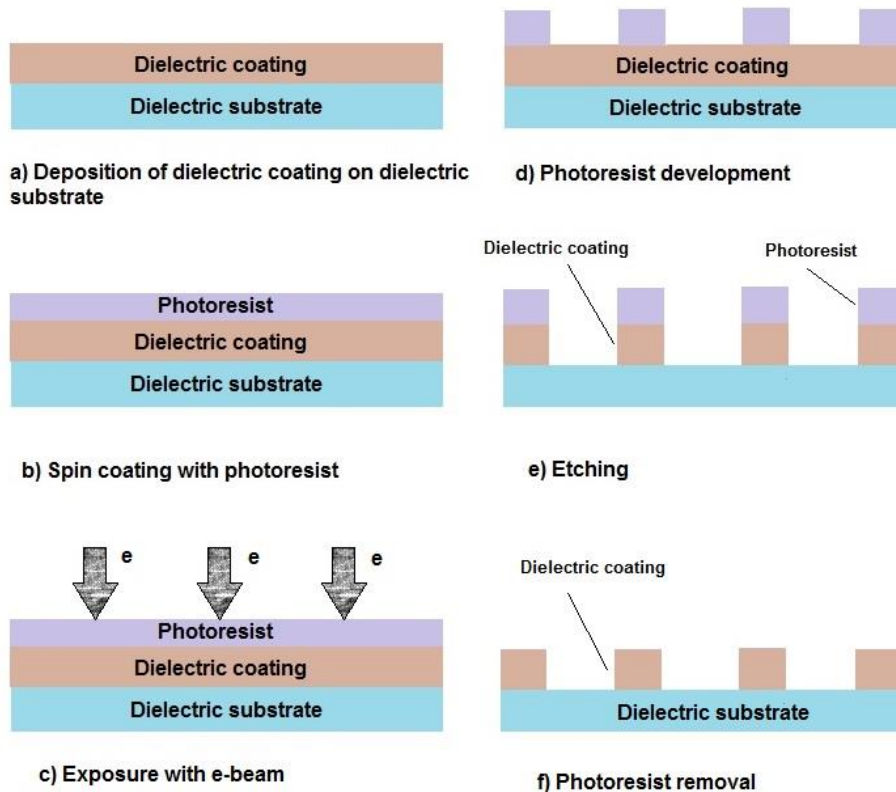 Dielectric coating
Dielectric substrate
a) Deposition of dielectric coating on dielectric
substrate
Photoresist
Dielectric coating
Dielectric substrate
b) Spin coating with photoresist
e
e
e
Photoresist
Dielectric coating
Dielectric substrate
c) Exposure with e-beam
Dielectric coating
Dielectric substrate
d) Photoresist development
Dielectric coating
Photoresist
e) Etching
Dielectric coating
Dielectric substrate
f) Photoresist removal